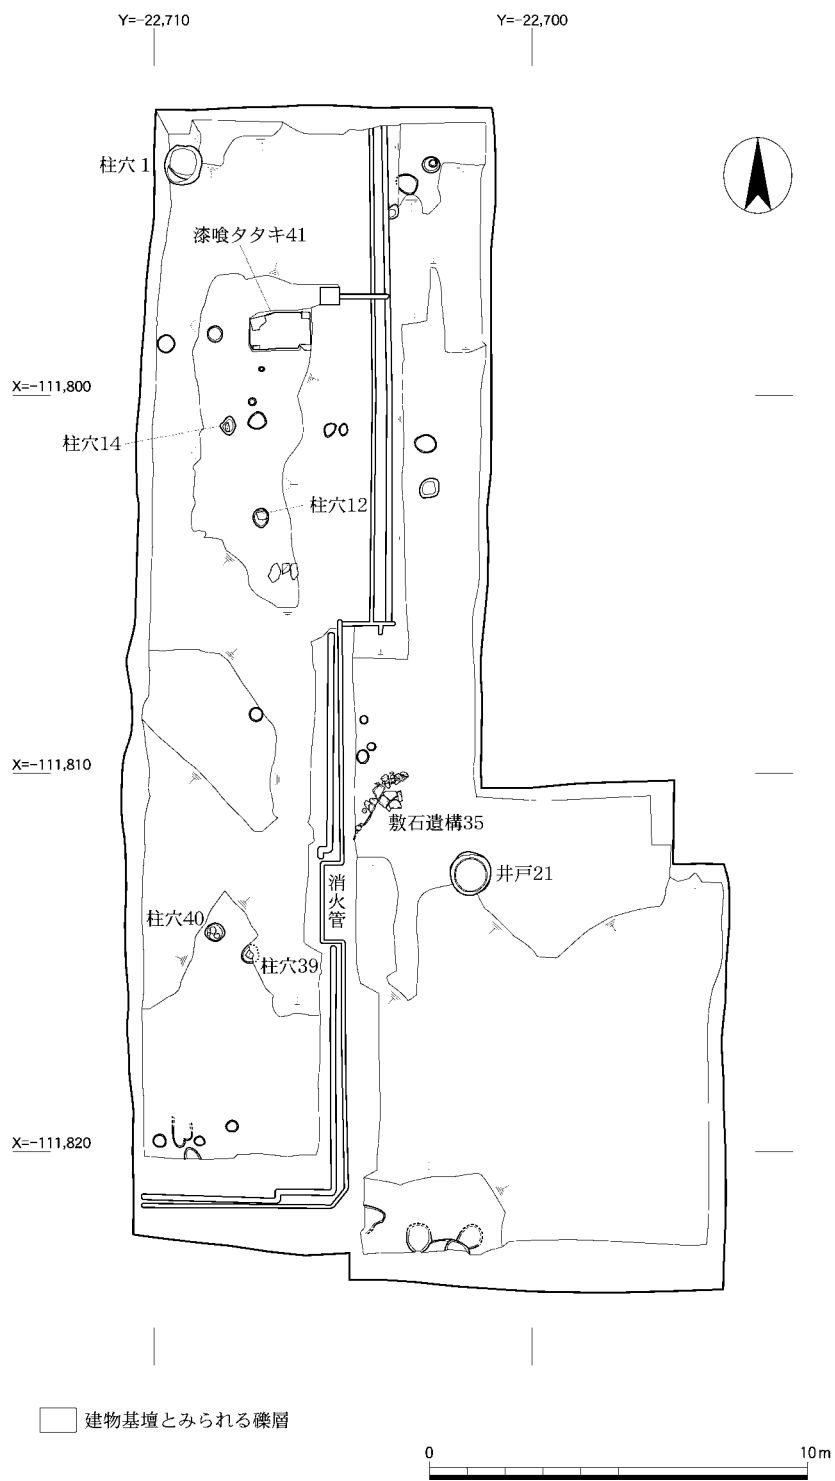 Y=-22,710
Y=-22,700
柱穴1
漆喰タタキ41
X=-111,800
柱穴14
柱穴12
X=-111,810
敷石遺構35
井戸21
消火管
柱穴40
柱穴39
X=-111,820
建物基壇とみられる礫層
0
10m